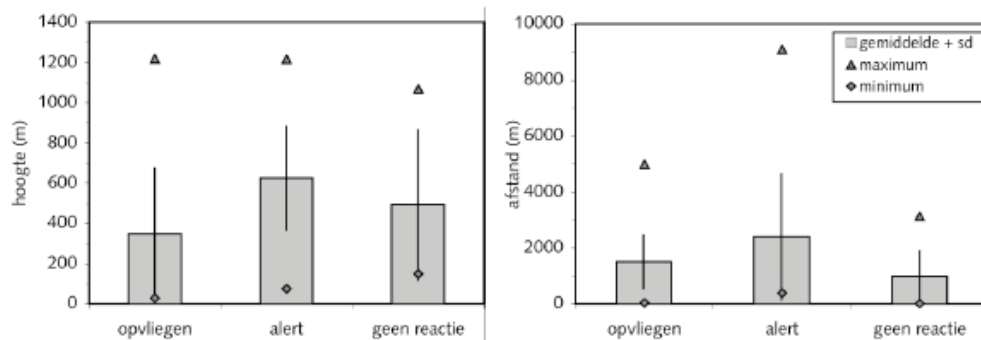 hoogte (m)
1400
1200
1000
800
600
400
200
0
opvliegen alert geen reactie
afstand (m)
10000
8000
6000
4000
2000
0
opvliegen alert geen reactie
gemiddelde + sd
maximum
minimum